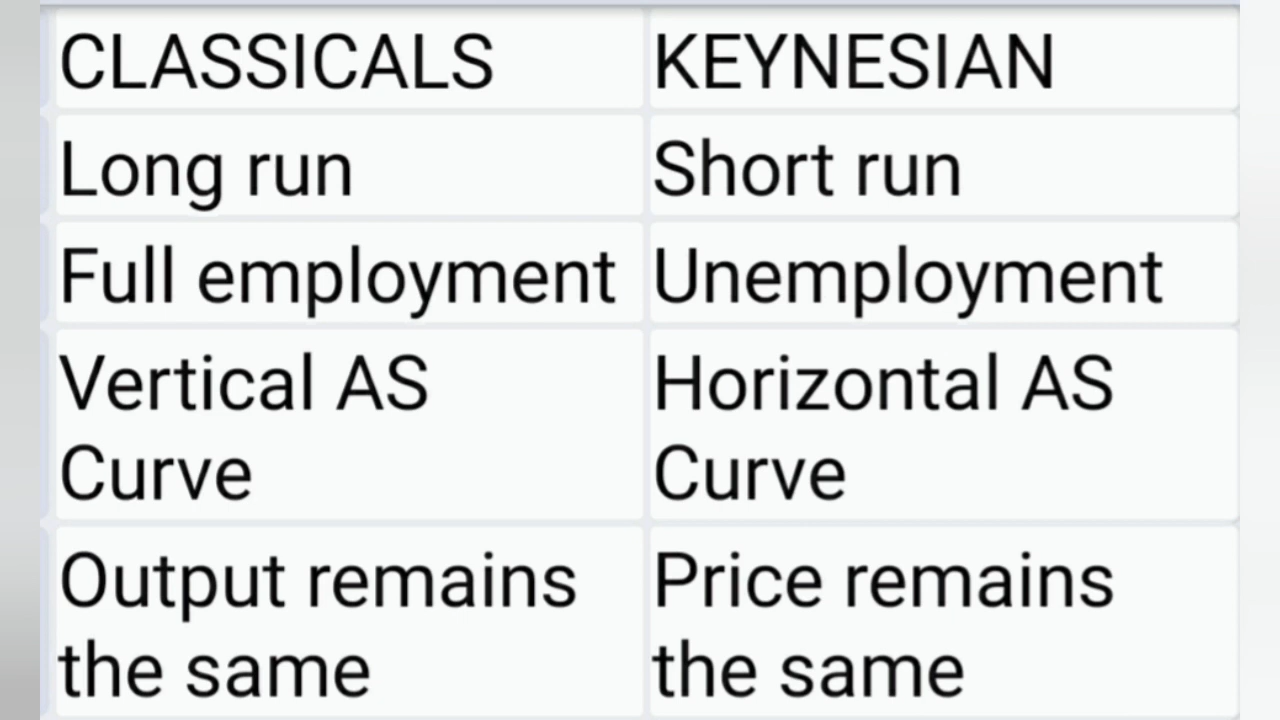 CLASSICALS KEYNESIAN
Long run Short run
Full employment Unemployment
Vertical AS Horizontal AS
Curve Curve
Output remains Price remains
the same the same